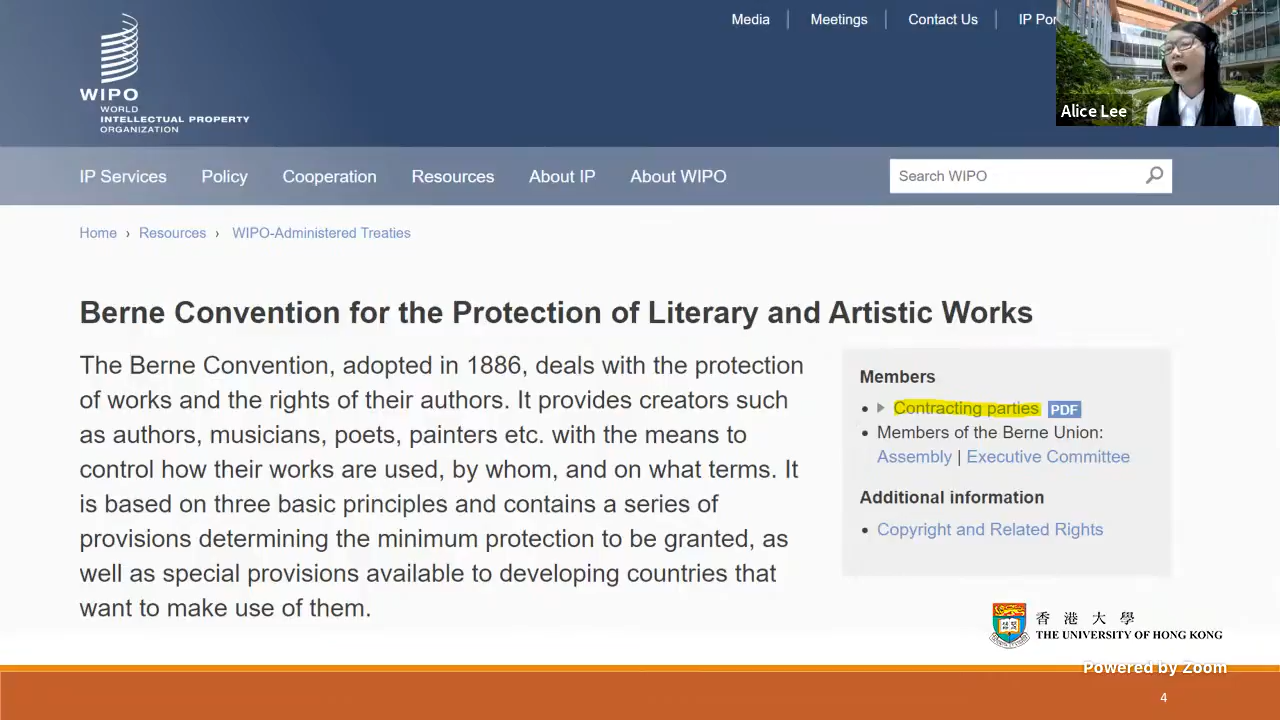 Media
Meetings
Contact Us
IP Por
Alice Lee
WIPO
WORLD
INTELLECTUAL PROPERTY
ORGANIZATION
IP Services
Policy
Cooperation
Resources
About IP
About WIPO
Search WIPO
Home › Resources › WIPO-Administered Treaties
Berne Convention for the Protection of Literary and Artistic Works
The Berne Convention, adopted in 1886, deals with the protection
of works and the rights of their authors. It provides creators such
as authors, musicians, poets, painters etc. with the means to
control how their works are used, by whom, and on what terms. It
is based on three basic principles and contains a series of
provisions determining the minimum protection to be granted, as
well as special provisions available to developing countries that
want to make use of them.
Members
Contracting parties PDF
Members of the Berne Union:
Assembly | Executive Committee
Additional information
Copyright and Related Rights
香港大學
THE UNIVERSITY OF HONG KONG
Powered by Zoom
4